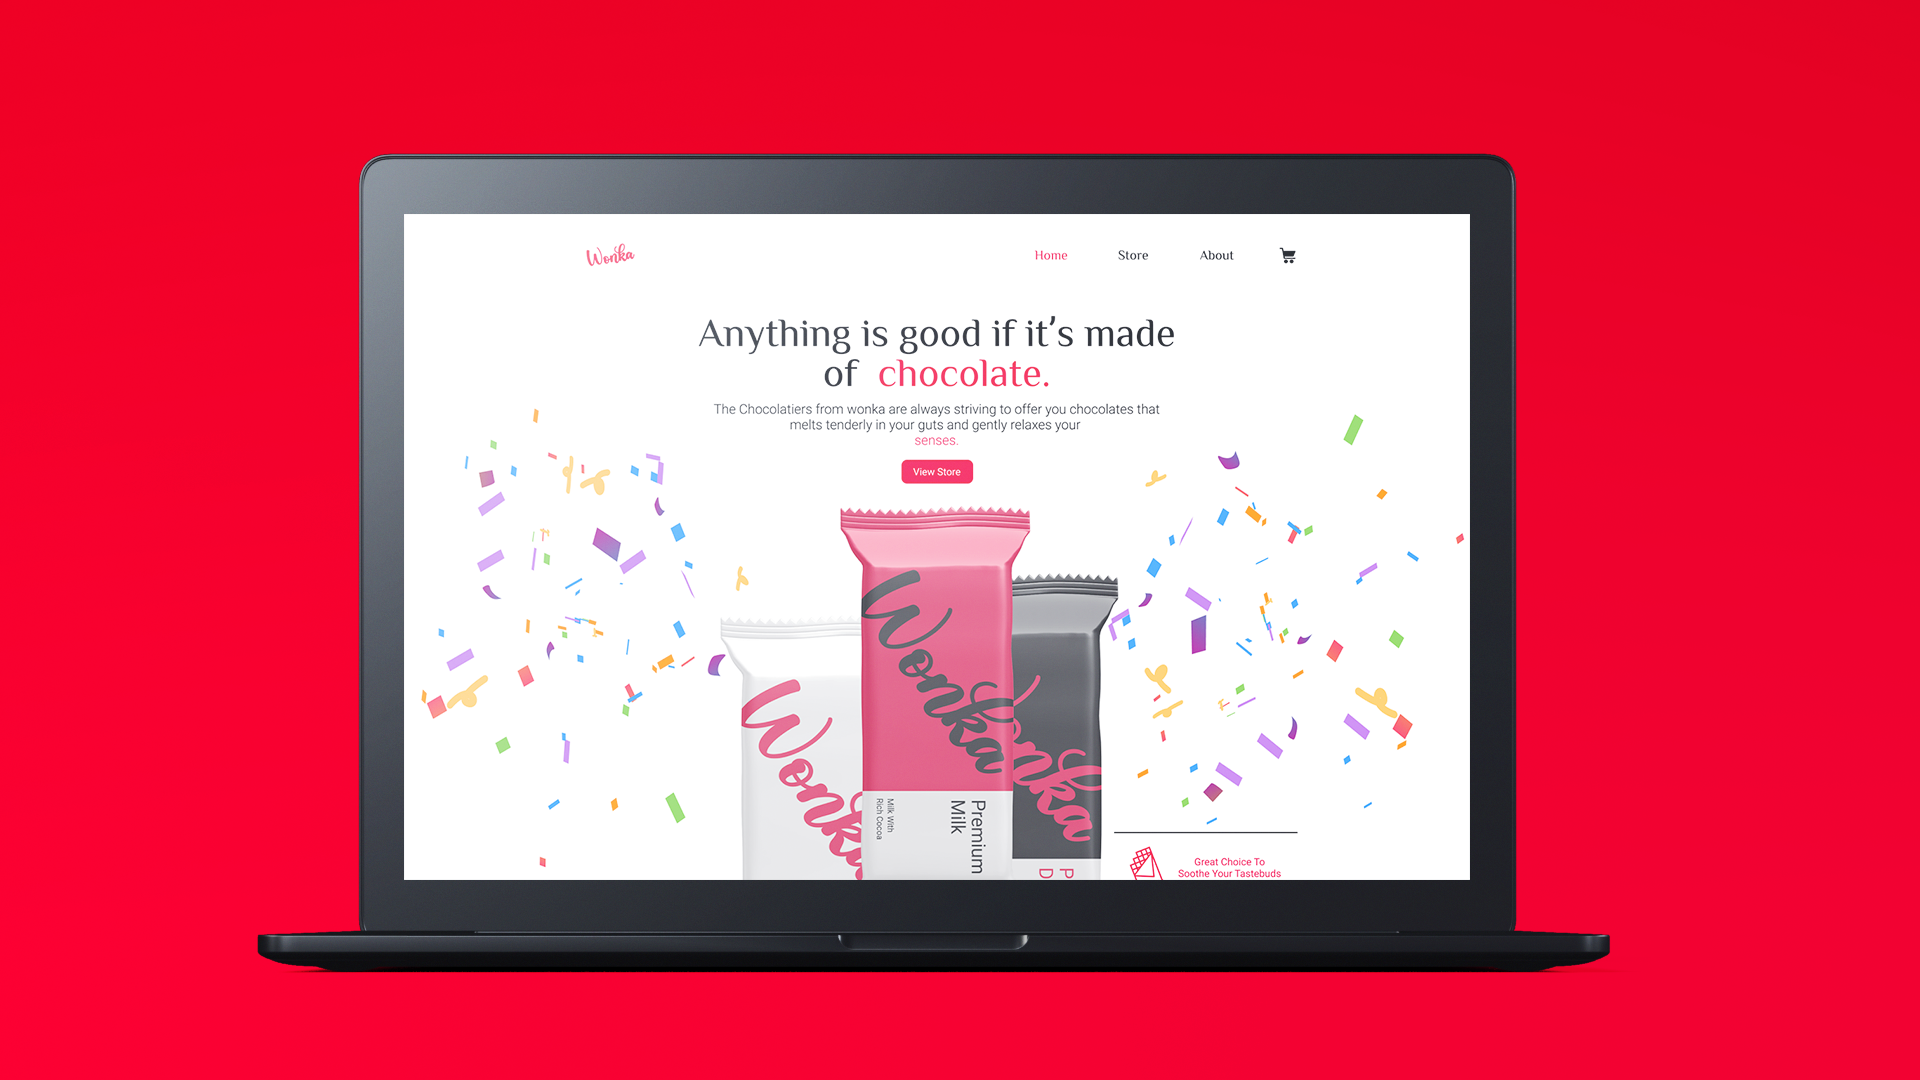 Wonka
Home Store About
Anything is good if it's made
of chocolate.
The Chocolatiers from wonka are always striving to offer you chocolates that
melts tenderly in your guts and gently relaxes your
senses.
View Store
Wonka
Wonka
Wonka
Milk With
Rich Cocoa
Premium
Milk
P
D
Great Choice To
Soothe Your Tastebuds